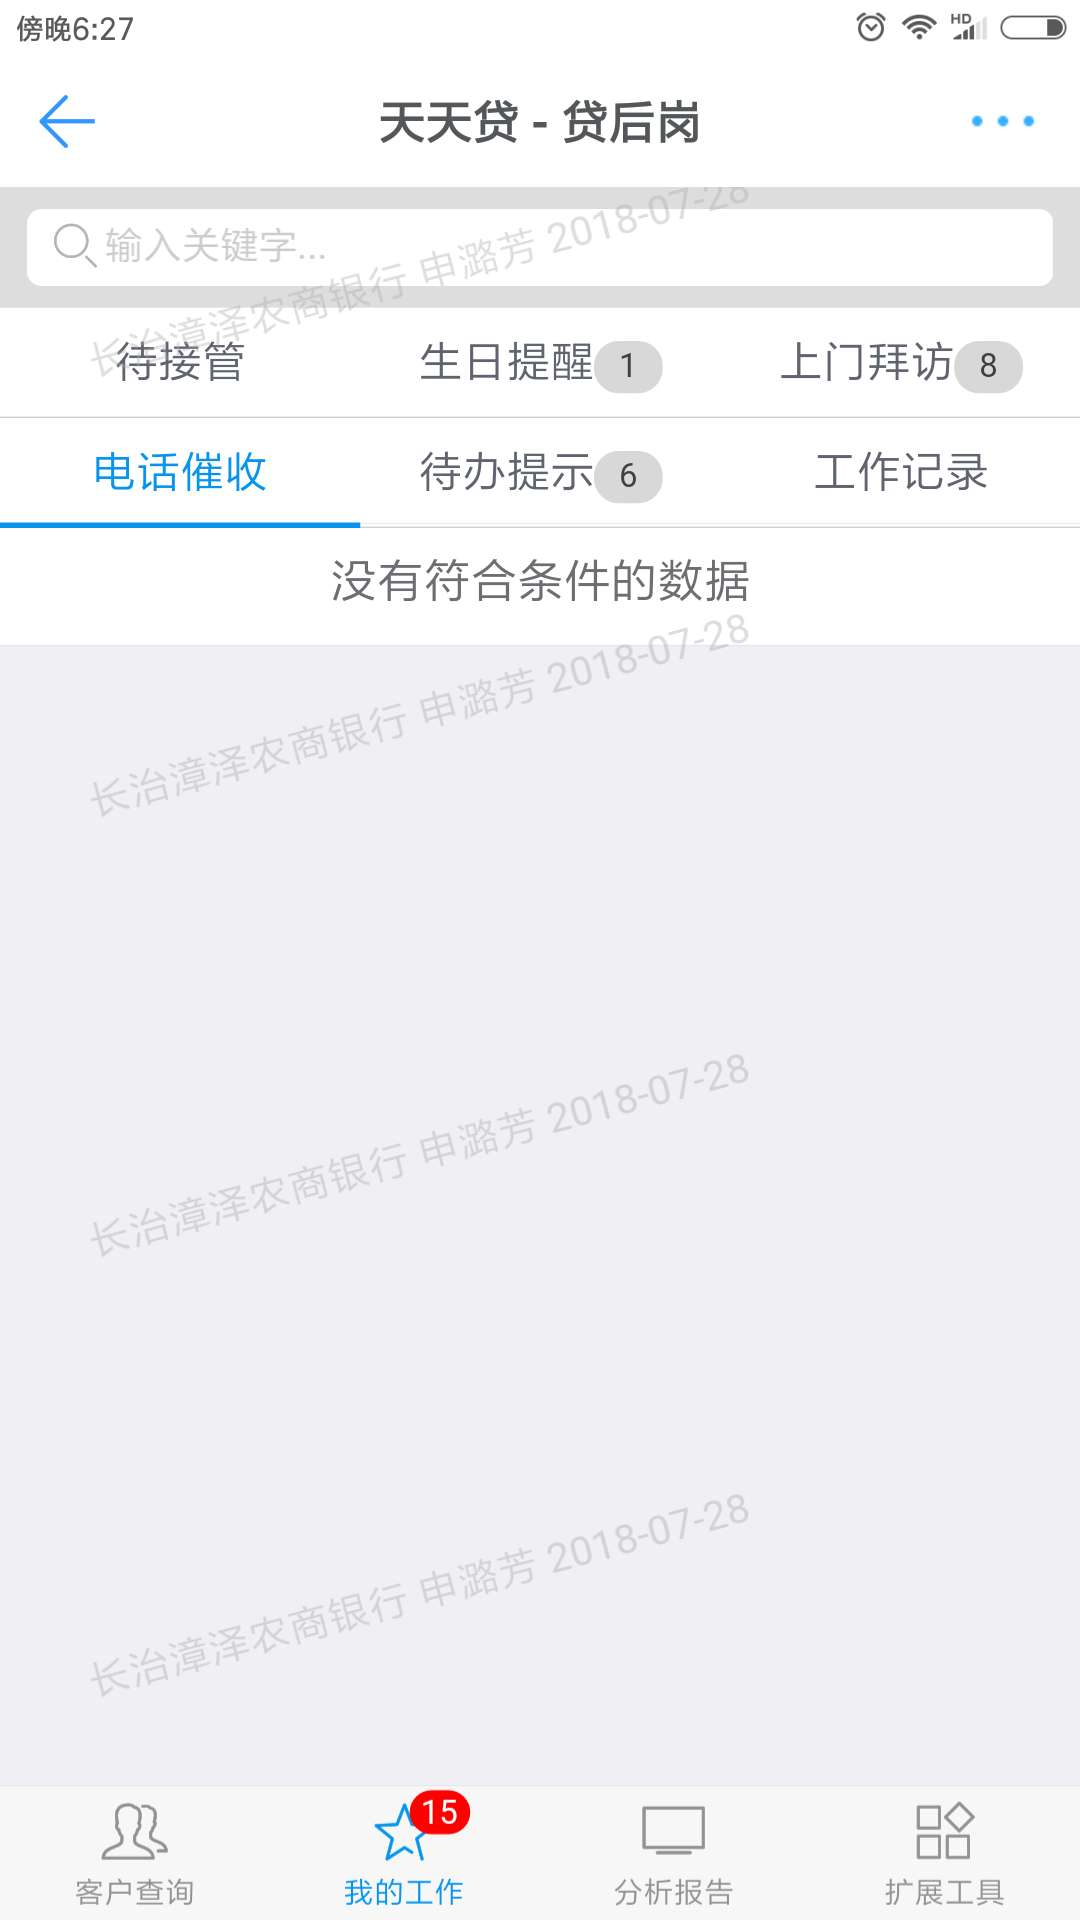 傍晚6:27
HD
天天贷 - 贷后岗
输入关键字...
长治漳泽农商银行 申潞芳 2018-07-28
待接管 生日提醒 1 上门拜访 8
电话催收 待办提示 6 工作记录
没有符合条件的数据
长治漳泽农商银行 申潞芳 2018-07-28
长治漳泽农商银行 申潞芳 2018-07-28
长治漳泽农商银行 申潞芳 2018-07-28
15
客户查询 我的工作 分析报告 扩展工具